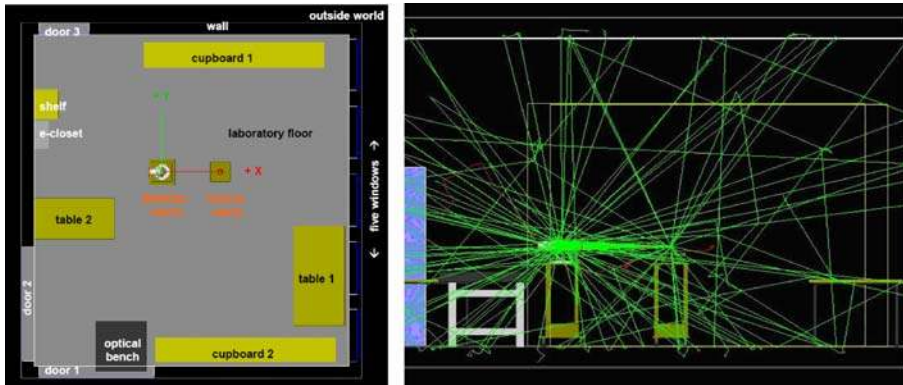 outside world
wall
door 3
cupboard 1
shelf
+ Y
e-closet
laboratory floor
+ X
five windows
table 2
table 1
door 2
optical
bench
cupboard 2
door 1